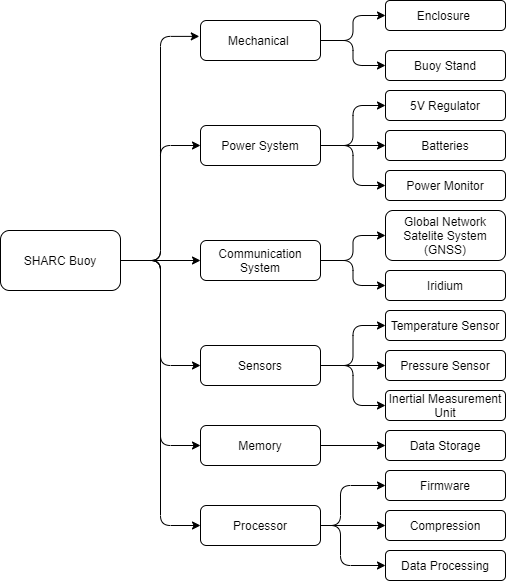 SHARC Buoy
Mechanical
Enclosure
Buoy Stand
Power System
5V Regulator
Batteries
Power Monitor
Communication
System
Global Network
Satelite System
(GNSS)
Iridium
Sensors
Temperature Sensor
Pressure Sensor
Inertial Measurement
Unit
Memory
Data Storage
Processor
Firmware
Compression
Data Processing